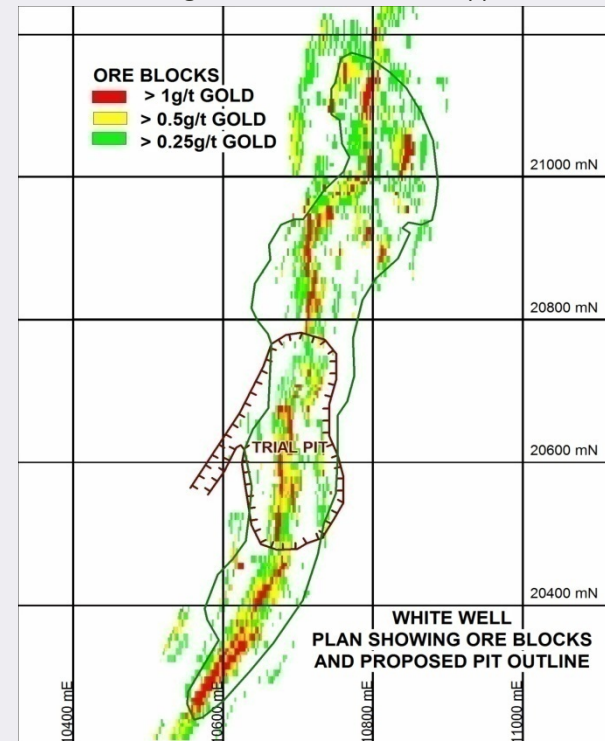 ORE BLOCKS
> 1g/t GOLD
> 0.5g/t GOLD
> 0.25g/t GOLD
21000 mN
20800 mN
TRIAL PIT
20600 mN
20400 mN
WHITE WELL
PLAN SHOWING ORE BLOCKS
AND PROPOSED PIT OUTLINE
10400 mE
10600 mE
10800 mE
11000 mE